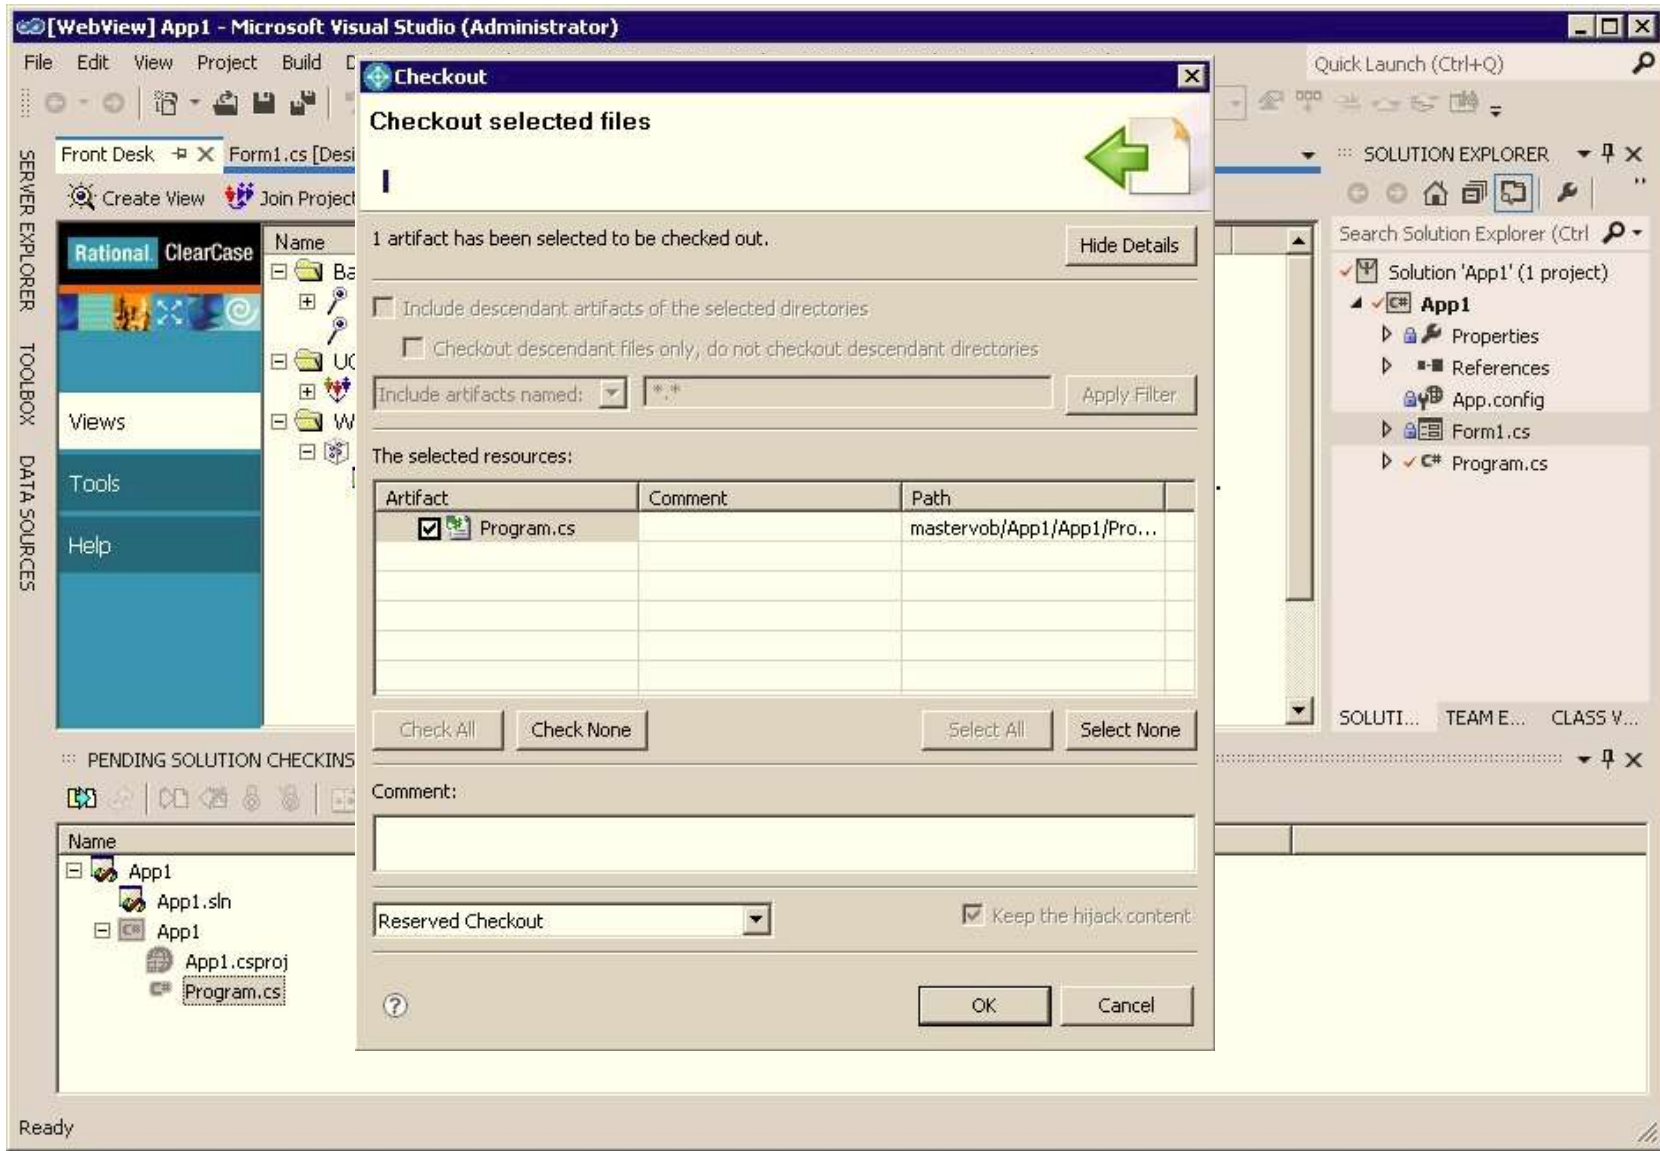 [WebView] App1 - Microsoft Visual Studio (Administrator)
File Edit View Project Build
Quick Launch (Ctrl+Q)
Front Desk
Form1.cs [Desi
Create View
Join Project
SERVER EXPLORER
TOOLBOX
DATA SOURCES
Rational. ClearCase
Views
Tools
Help
Name
Ba
UC
W
Checkout
Checkout selected files
1 artifact has been selected to be checked out.
Hide Details
Include descendant artifacts of the selected directories
Checkout descendant files only, do not checkout descendant directories
Include artifacts named:
*.*
Apply Filter
The selected resources:
Artifact Comment Path
Program.cs mastervob/App1/App1/Pro...
Check All
Check None
Select All
Select None
Comment:
Reserved Checkout
Keep the hijack content
OK
Cancel
SOLUTION EXPLORER
Search Solution Explorer (Ctrl
Solution 'App1' (1 project)
App1
Properties
References
App.config
Form1.cs
Program.cs
SOLUTI... TEAM E... CLASS V...
PENDING SOLUTION CHECKINS
Name
App1
App1.sln
App1
App1.csproj
Program.cs
Ready